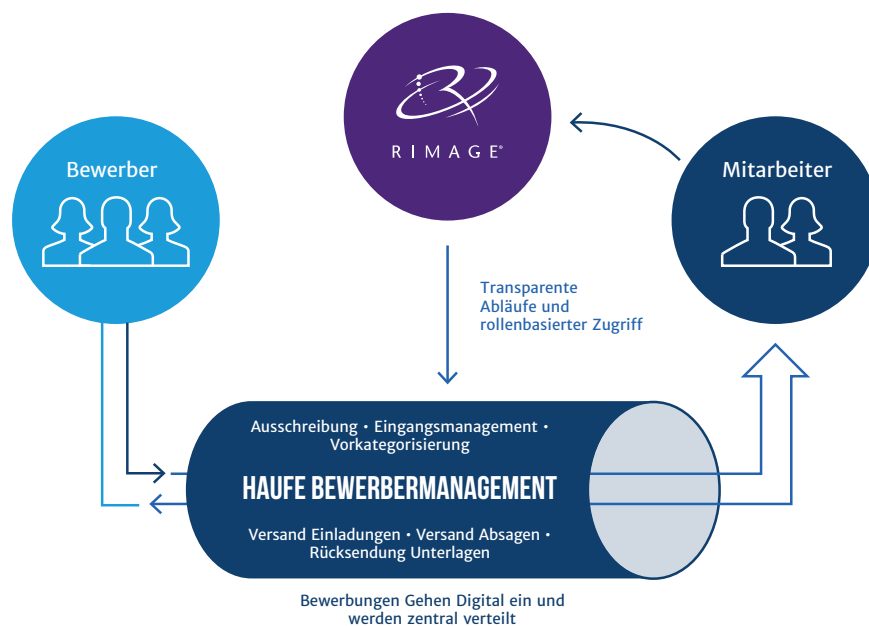 RIMAGE®
Bewerber
Mitarbeiter
Transparente
Abläufe und
rollenbasierter Zugriff
Ausschreibung • Eingangsmanagement •
Vorkategorisierung
HAUFE BEWERBERMANAGEMENT
Versand Einladungen • Versand Absagen •
Rücksendung Unterlagen
Bewerbungen Gehen Digital ein und
werden zentral verteilt